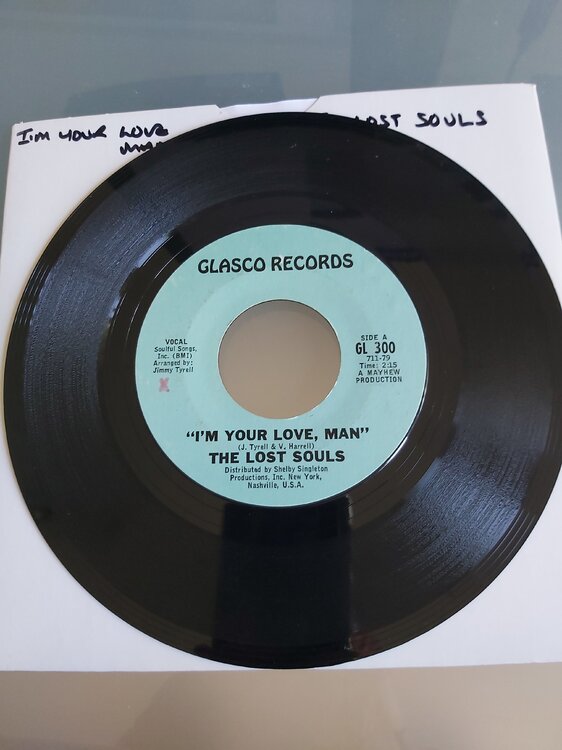 I'M YOUR LOVE
LOST SOULS
GLASCO RECORDS
VOCAL
Soulful Songs,
Inc. (BMI)
Arranged by:
Jimmy Tyrell
X
SIDE A
GL 300
711-79
Time: 2:15
A MAYHEW
PRODUCTION
"I'M YOUR LOVE, MAN"
(J. Tyrell & V. Harrell)
THE LOST SOULS
Distributed by Shelby Singleton
Productions, Inc. New York,
Nashville, U.S.A.